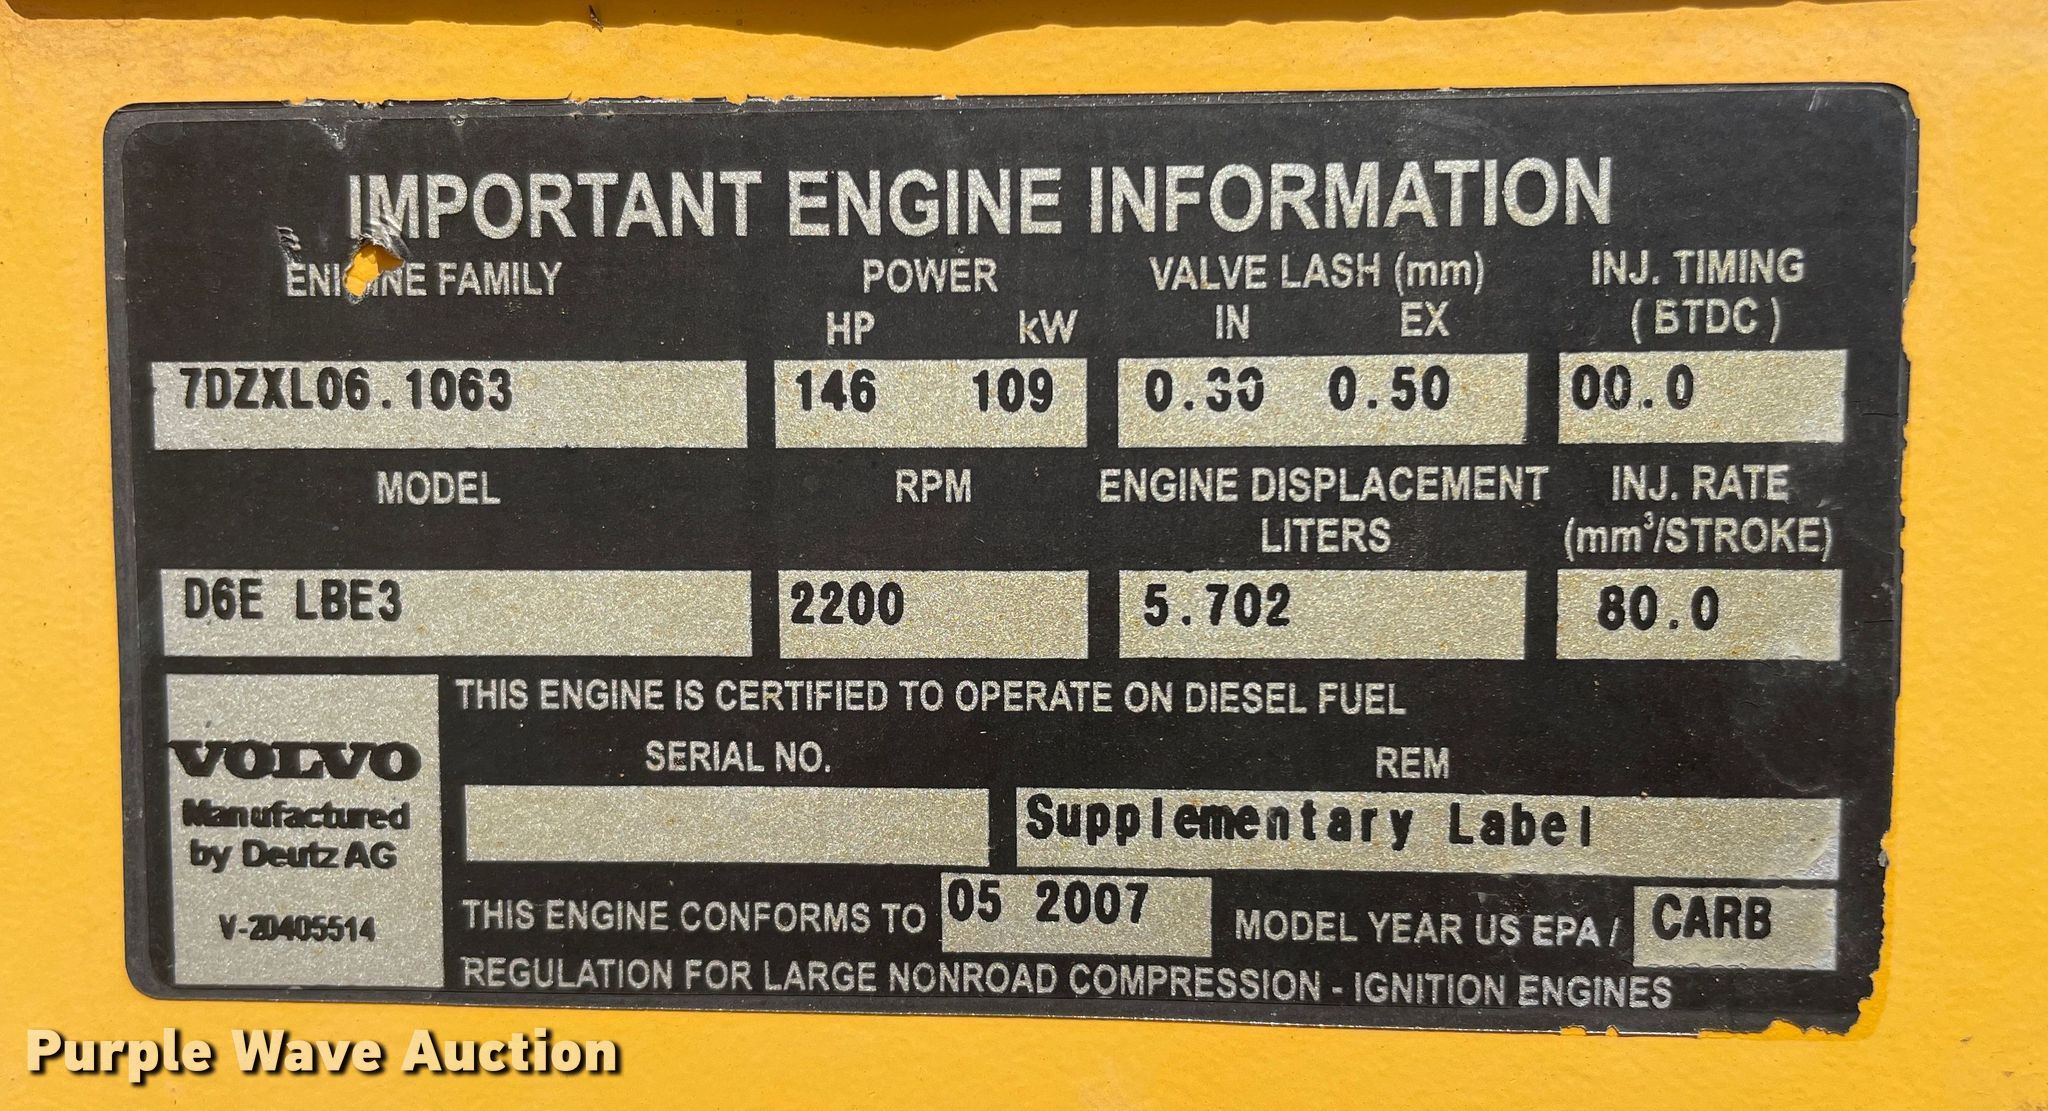 IMPORTANT ENGINE INFORMATION
ENGINE FAMILY POWER VALVE LASH (mm) INJ. TIMING
HP kW IN EX ( BTDC )
7DZXL06.1063 146 109 0.30 0.50 00.0
MODEL RPM ENGINE DISPLACEMENT INJ. RATE
LITERS (mm³/STROKE)
D6E LBE3 2200 5.702 80.0
THIS ENGINE IS CERTIFIED TO OPERATE ON DIESEL FUEL
SERIAL NO. REM
VOLVO
Manufactured
by Deutz AG
V-20405514
Supplementary Label
THIS ENGINE CONFORMS TO 05 2007 MODEL YEAR US EPA / CARB
REGULATION FOR LARGE NONROAD COMPRESSION - IGNITION ENGINES
Purple Wave Auction